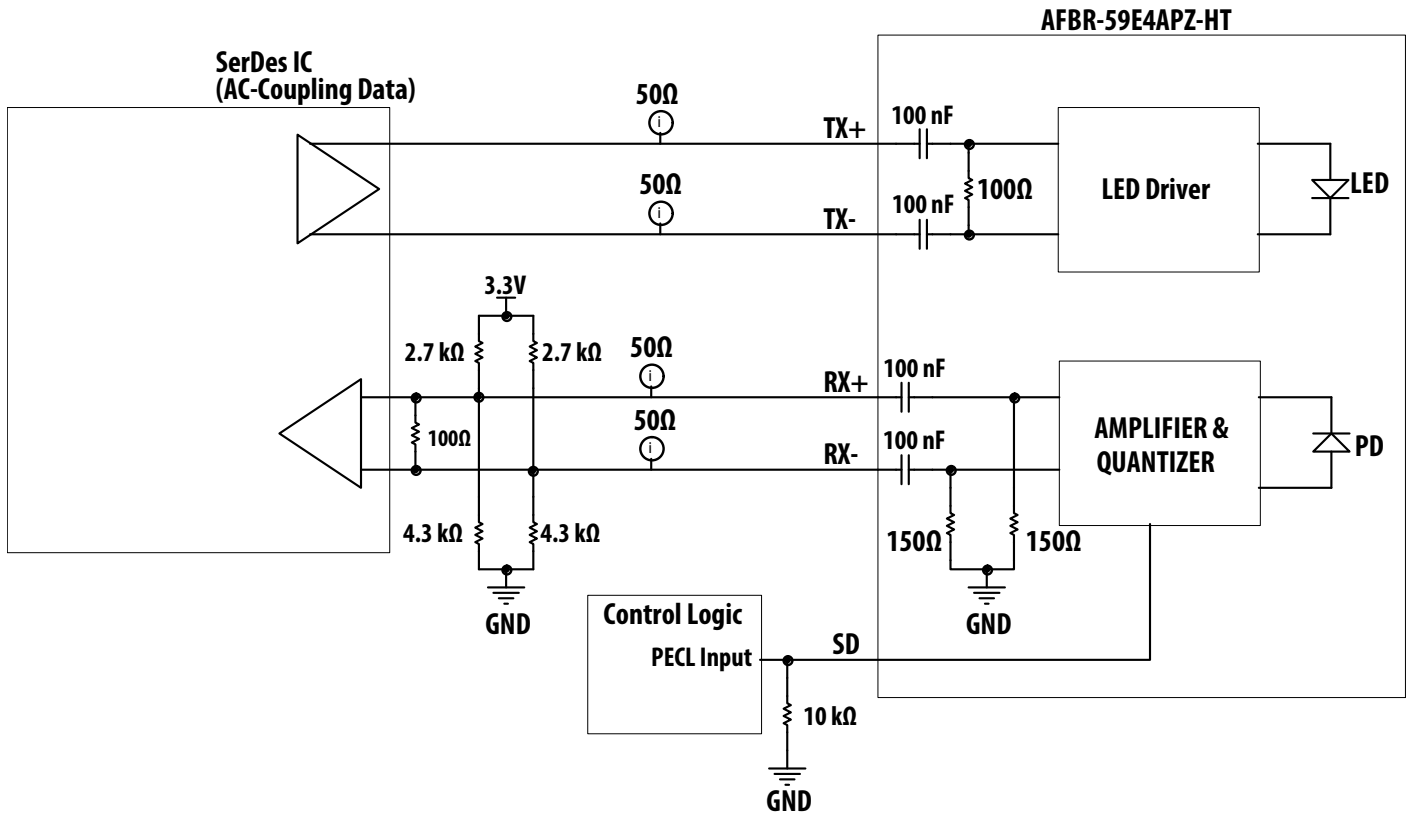 AFBR-59E4APZ-HT
SerDes IC
(AC-Coupling Data)
50Ω
i
TX+
100 nF
50Ω
i
TX-
100 nF
100Ω
LED Driver
LED
3.3V
2.7 kΩ
2.7 kΩ
50Ω
i
RX+
100 nF
100Ω
50Ω
i
RX-
100 nF
AMPLIFIER &
QUANTIZER
PD
4.3 kΩ
4.3 kΩ
150Ω
150Ω
GND
GND
Control Logic
PECL Input
SD
10 kΩ
GND